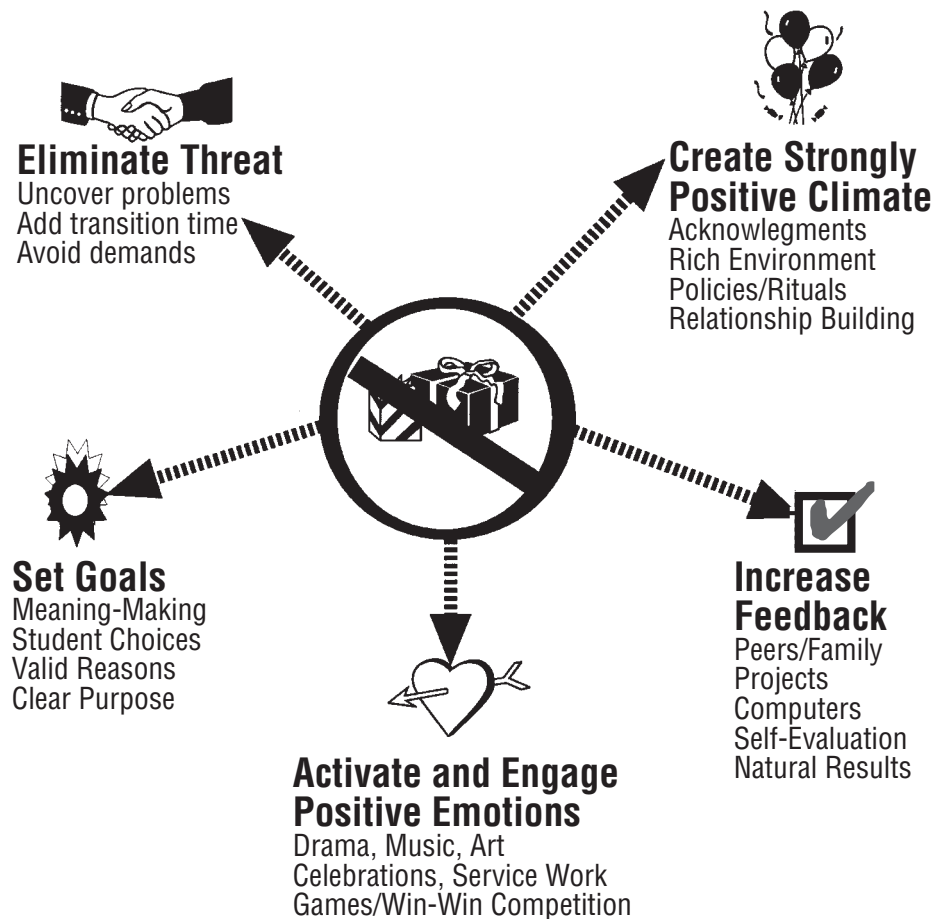 Eliminate Threat
Uncover problems
Add transition time
Avoid demands
Create Strongly
Positive Climate
Acknowlegments
Rich Environment
Policies/Rituals
Relationship Building
Set Goals
Meaning-Making
Student Choices
Valid Reasons
Clear Purpose
Activate and Engage
Positive Emotions
Drama, Music, Art
Celebrations, Service Work
Games/Win-Win Competition
Increase
Feedback
Peers/Family
Projects
Computers
Self-Evaluation
Natural Results